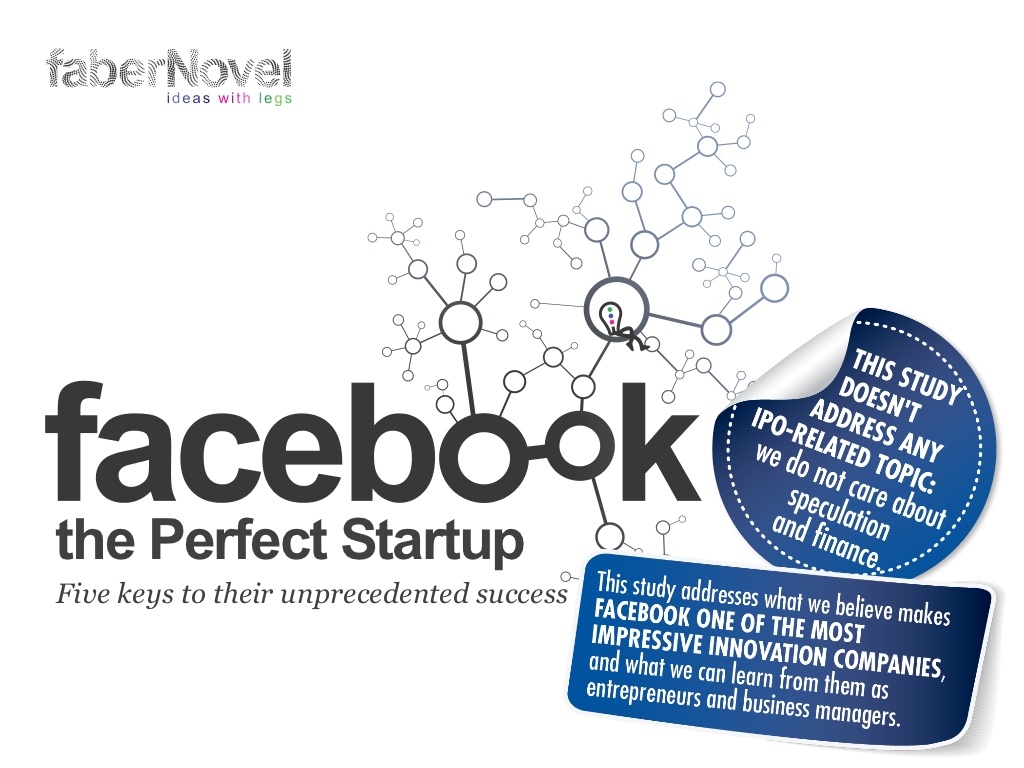 faberNovel
ideas with legs
facebook
the Perfect Startup
Five keys to their unprecedented success
THIS STUDY
DOESN'T
ADDRESS ANY
IPO-RELATED TOPIC:
we do not care about
speculation
and finance.
This study addresses what we believe makes
FACEBOOK ONE OF THE MOST
IMPRESSIVE INNOVATION COMPANIES,
and what we can learn from them as
entrepreneurs and business managers.